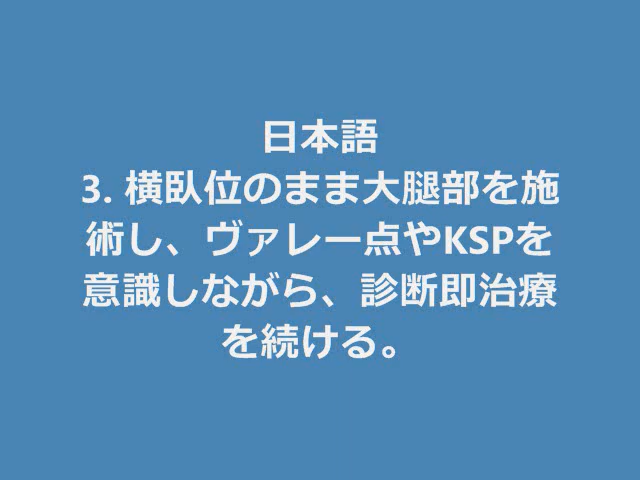 日本語
3. 横臥位のまま大腿部を施
術し、ヴァレー点やKSPを
意識しながら、診断即治療
を続ける。